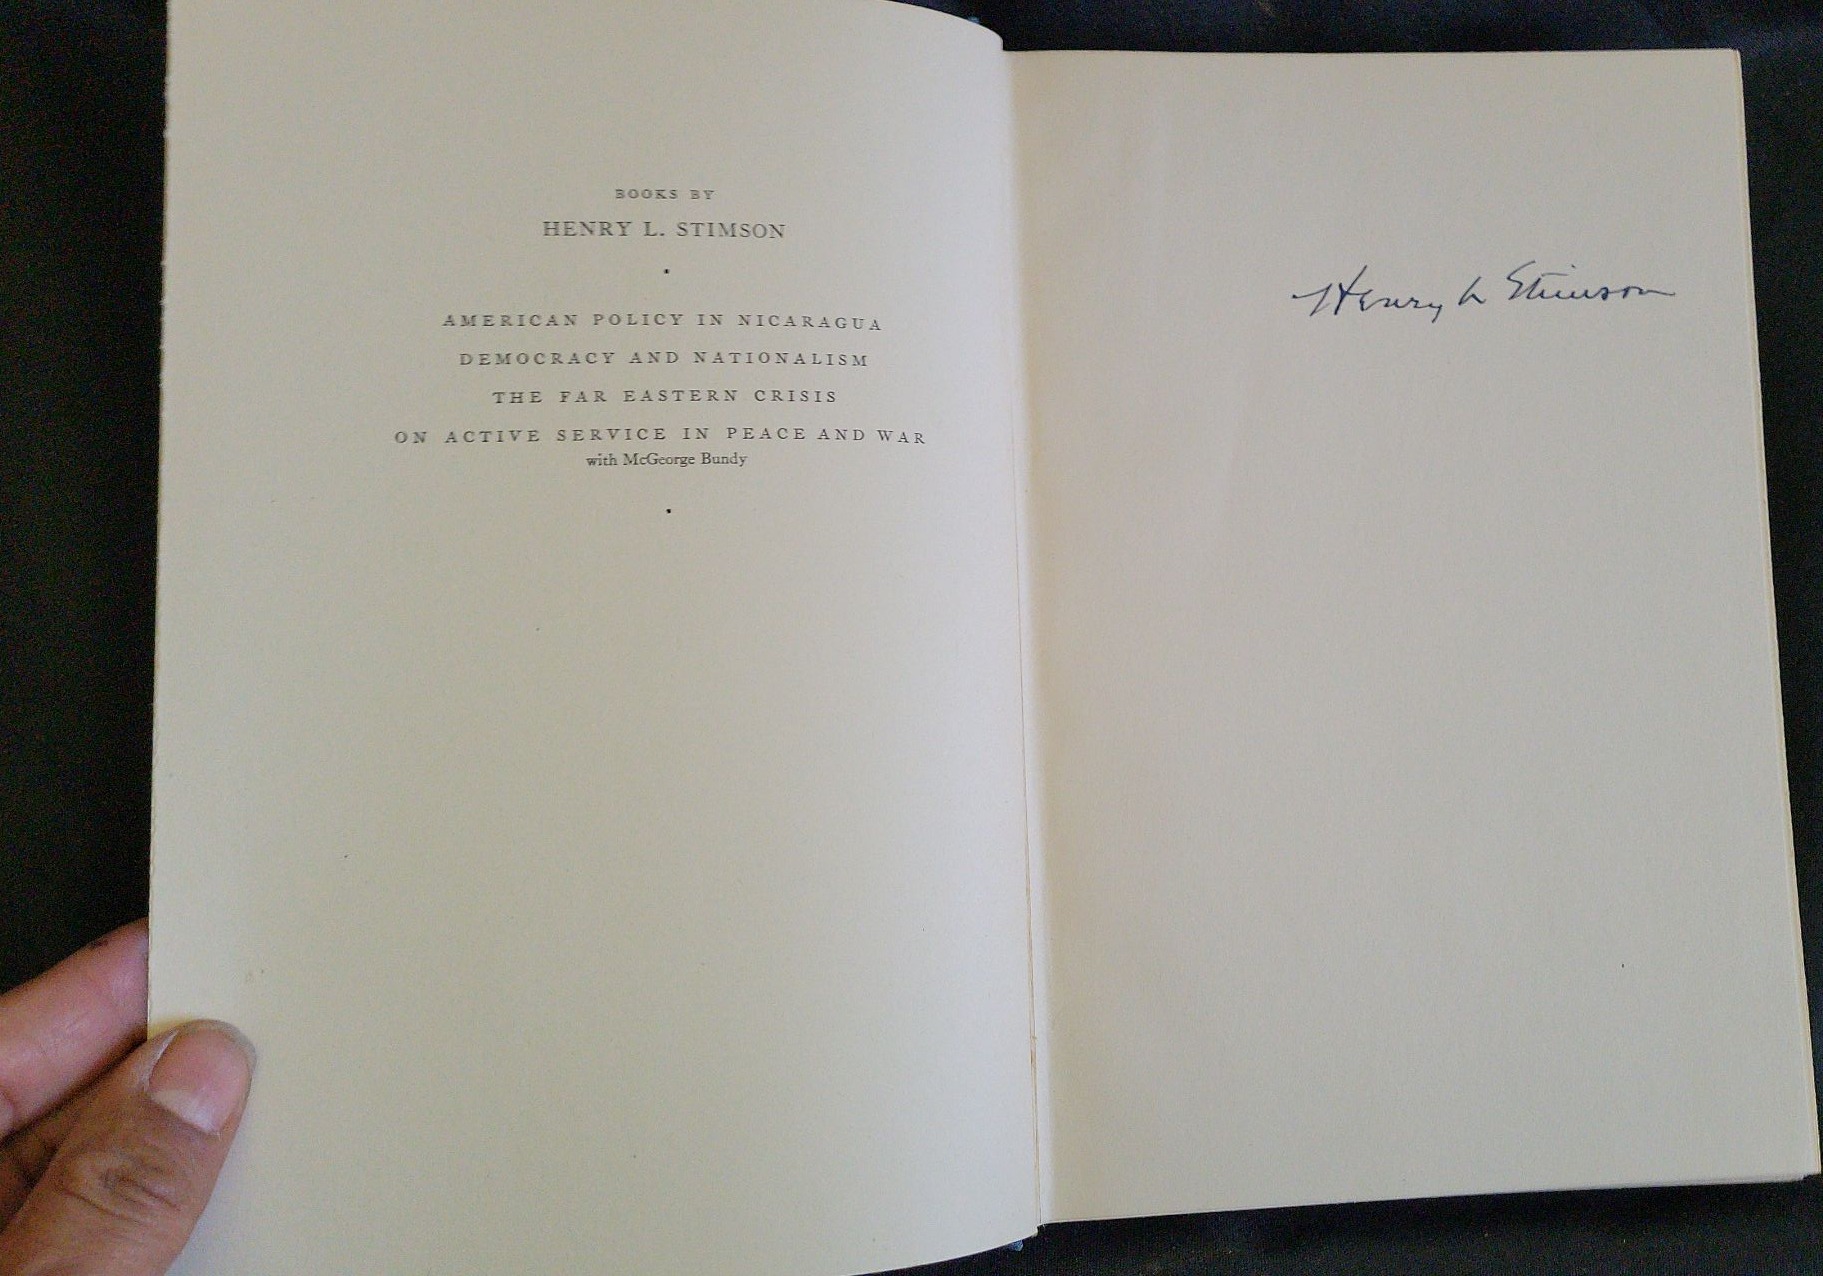 BOOKS BY
HENRY L. STIMSON
·
AMERICAN POLICY IN NICARAGUA
DEMOCRACY AND NATIONALISM
THE FAR EASTERN CRISIS
ON ACTIVE SERVICE IN PEACE AND WAR
with McGeorge Bundy
·
Henry L Stimson